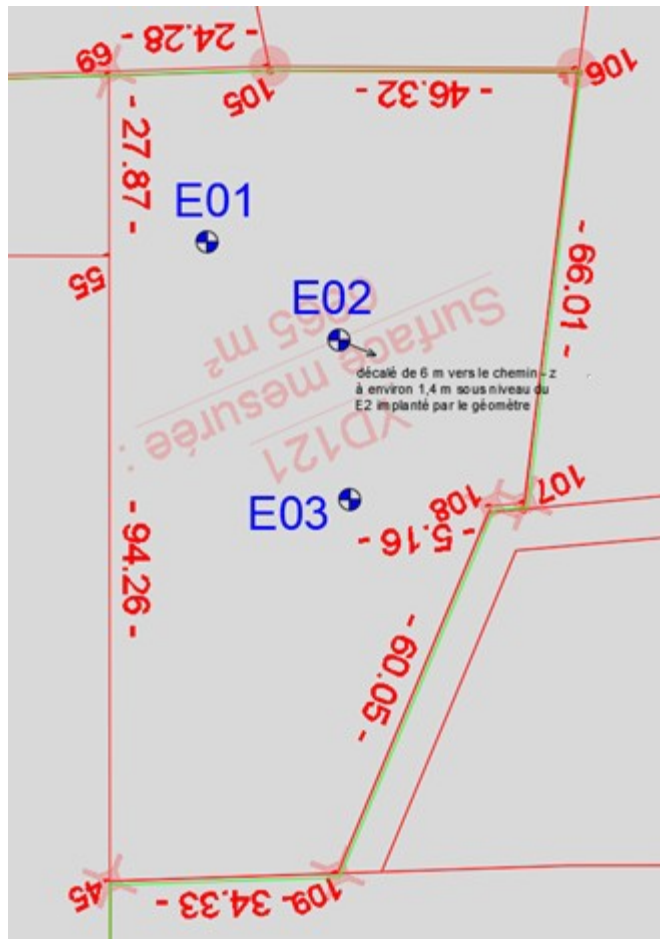 - 24.28 -
69
105
- 46.32 -
106
- 27.87 -
E01
55
- 66.01 -
E02
Surface mesurée :
6065 m²
décalé de 6 m vers le chemin - z
à environ 1,4 m sous niveau du
E2 implanté par le géomètre
YD121
E03
108
107
- 5.16 -
- 94.26 -
- 60.05 -
45
- 34.33 -
109